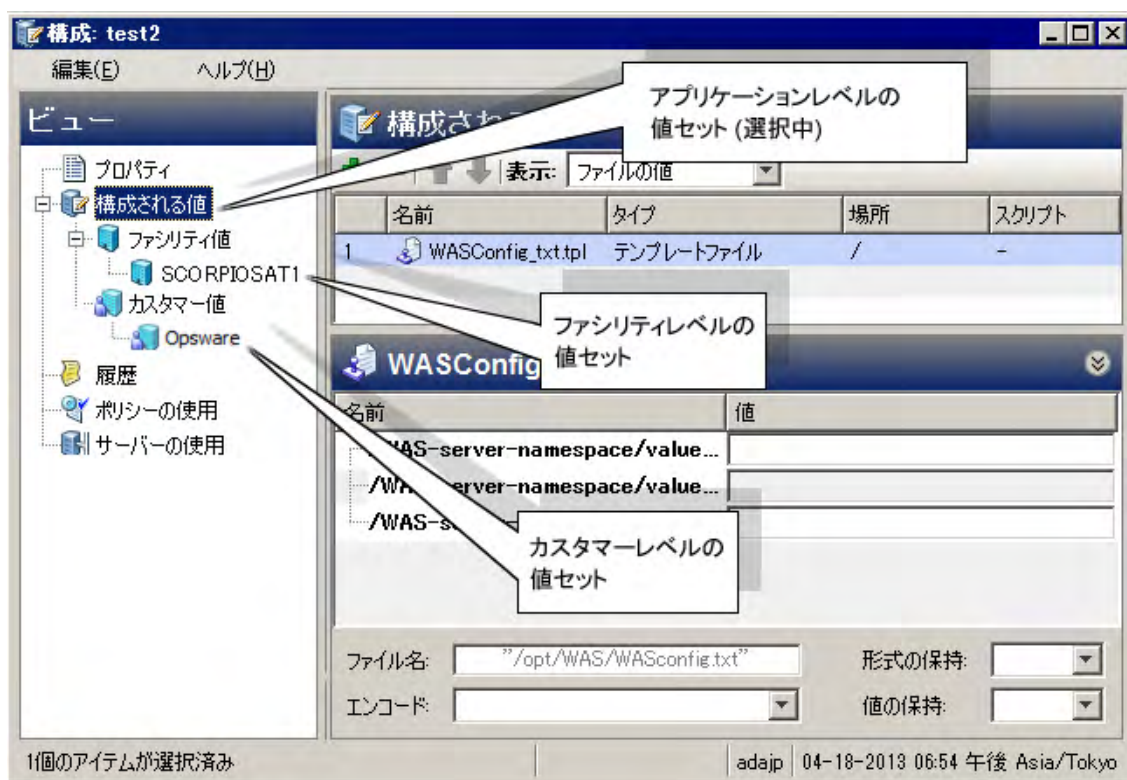 構成: test2
編集(E) ヘルプ(H)
アプリケーションレベルの
値セット (選択中)
ビュー
構成され
プロパティ
構成される値
ファシリティ値
SCORPIOSAT1
カスタマー値
Opsware
履歴
ポリシーの使用
サーバーの使用
表示: ファイルの値
名前 タイプ 場所 スクリプト
1 WASConfig_txt.tpl テンプレートファイル / -
ファシリティレベルの
値セット
WASConfig
名前 値
/WAS-server-namespace/value...
/WAS-server-namespace/value...
/WAS-s
カスタマーレベルの
値セット
ファイル名: "/opt/WAS/WASconfig.txt" 形式の保持:
エンコード: 値の保持:
1個のアイテムが選択済み adajp 04-18-2013 06:54 午後 Asia/Tokyo